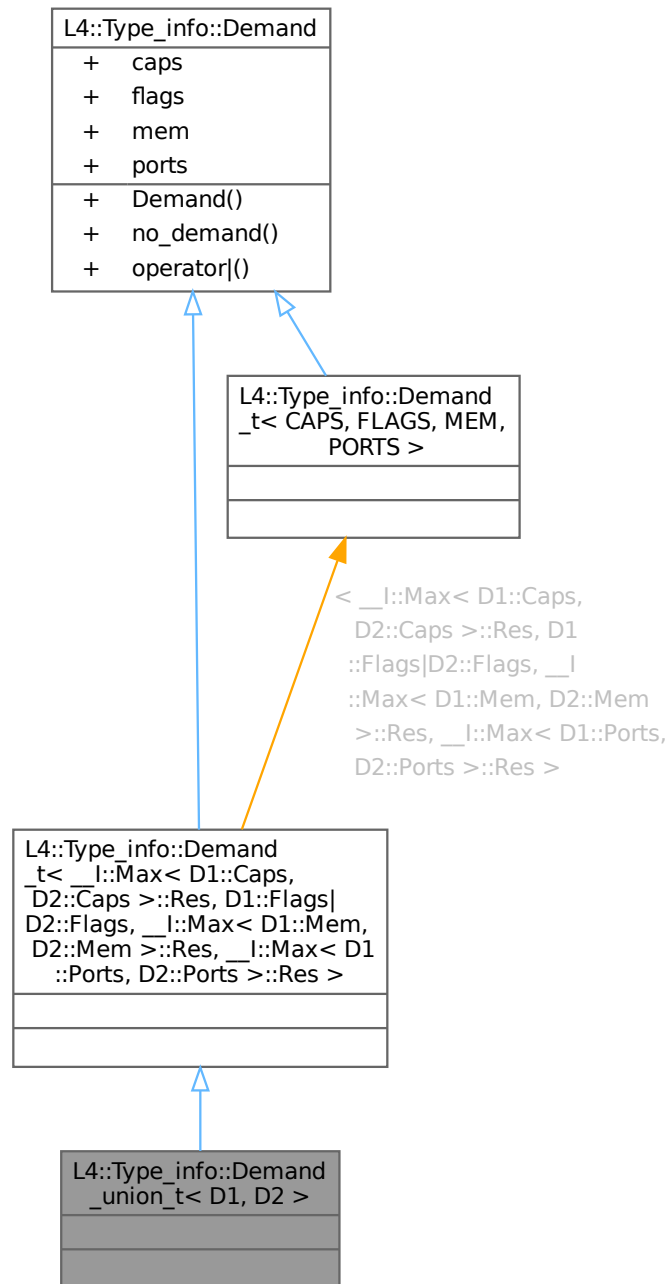 L4::Type_info::Demand
+ caps
+ flags
+ mem
+ ports
+ Demand()
+ no_demand()
+ operator|()
L4::Type_info::Demand
_t< CAPS, FLAGS, MEM,
PORTS >
< __I::Max< D1::Caps,
D2::Caps >::Res, D1
::Flags|D2::Flags, __I
::Max< D1::Mem, D2::Mem
>::Res, __I::Max< D1::Ports,
D2::Ports >::Res >
L4::Type_info::Demand
_t< __I::Max< D1::Caps,
D2::Caps >::Res, D1::Flags|
D2::Flags, __I::Max< D1::Mem,
D2::Mem >::Res, __I::Max< D1
::Ports, D2::Ports >::Res >
L4::Type_info::Demand
_union_t< D1, D2 >